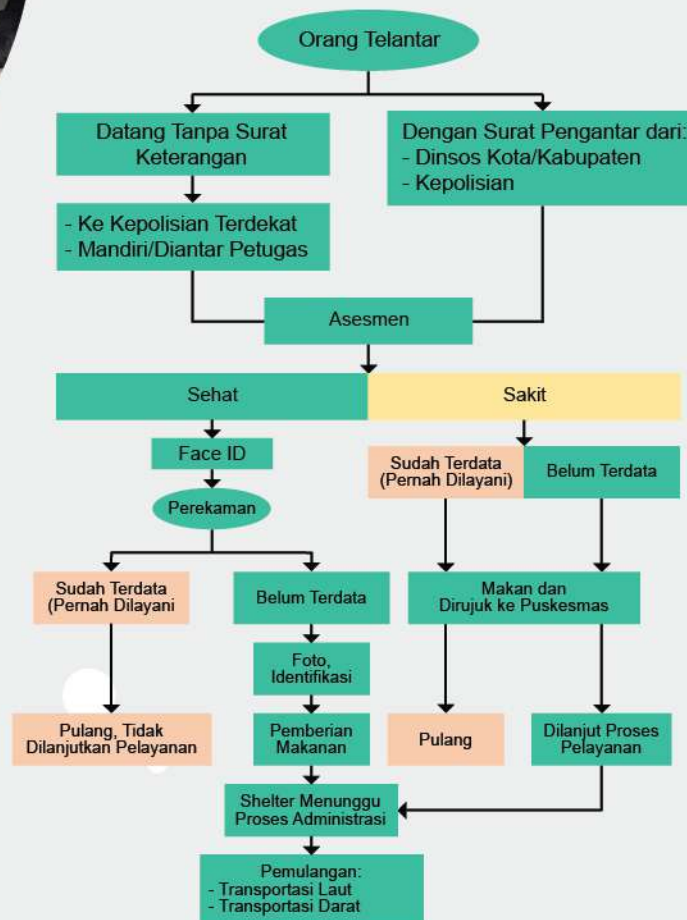 Orang Telantar
Datang Tanpa Surat
Keterangan
Dengan Surat Pengantar dari:
- Dinsos Kota/Kabupaten
- Kepolisian
- Ke Kepolisian Terdekat
- Mandiri/Diantar Petugas
Asesmen
Sehat
Sakit
Face ID
Sudah Terdata
(Pernah Dilayani)
Belum Terdata
Perekaman
Sudah Terdata
(Pernah Dilayani
Belum Terdata
Makan dan
Dirujuk ke Puskesmas
Foto,
Identifikasi
Pulang, Tidak
Dilanjutkan Pelayanan
Pemberian
Makanan
Pulang
Dilanjut Proses
Pelayanan
Shelter Menunggu
Proses Administrasi
Pemulangan:
- Transportasi Laut
- Transportasi Darat